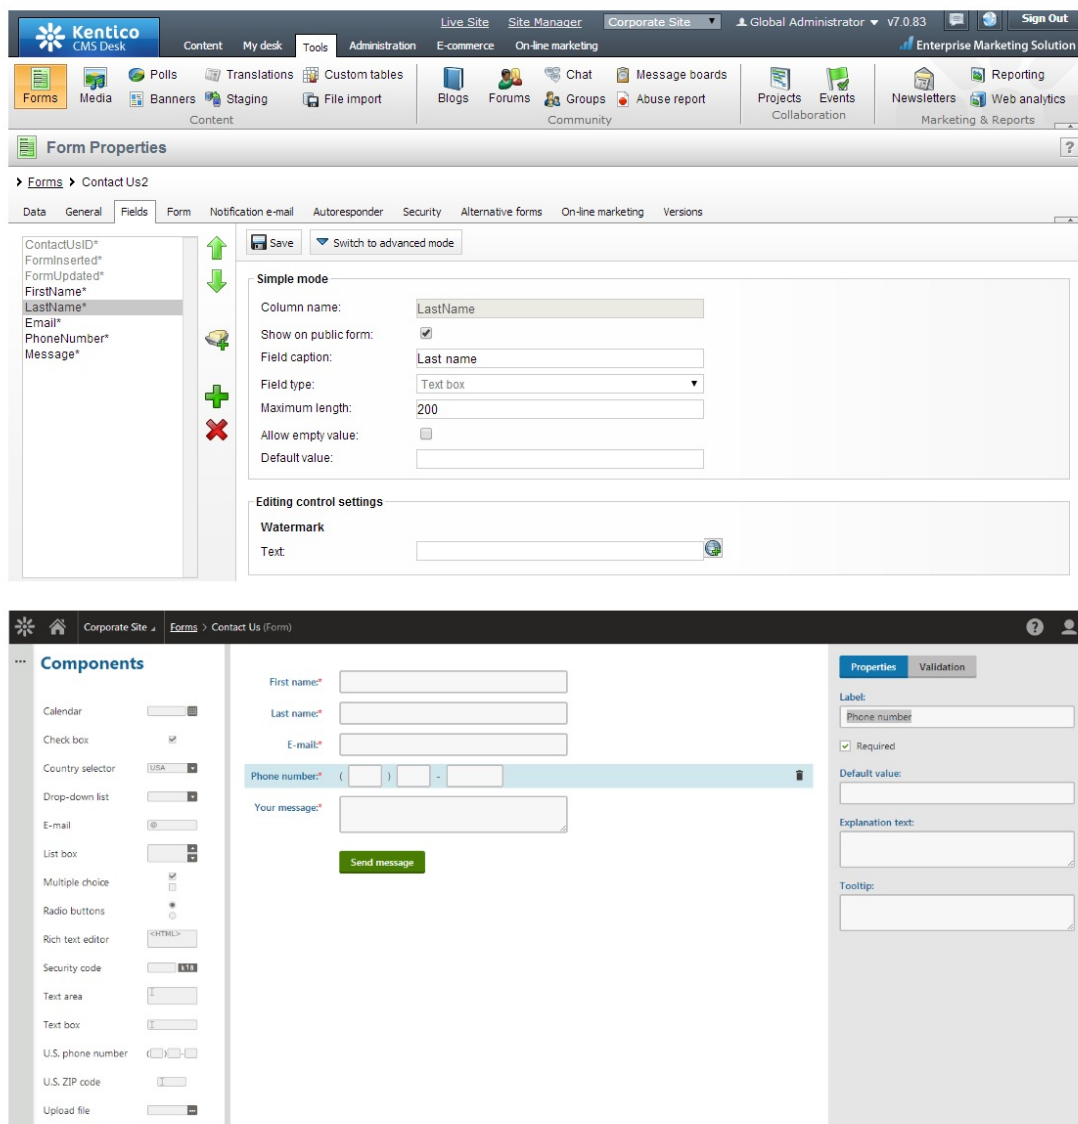 Live Site Site Manager Corporate Site Global Administrator v7.0.83 Sign Out
Kentico
CMS Desk
Content My desk Tools Administration E-commerce On-line marketing Enterprise Marketing Solution
Forms Media Polls Translations Custom tables Blogs Forums Chat Message boards Projects Events Newsletters Reporting
Banners Staging File import Groups Abuse report Web analytics
Content Community Collaboration Marketing & Reports
Form Properties ?
Forms > Contact Us2
Data General Fields Form Notification e-mail Autoresponder Security Alternative forms On-line marketing Versions
ContactUsID*
FormInserted*
FormUpdated*
FirstName*
LastName*
Email*
PhoneNumber*
Message*
Save Switch to advanced mode
Simple mode
Column name: LastName
Show on public form:
Field caption: Last name
Field type: Text box
Maximum length: 200
Allow empty value:
Default value:
Editing control settings
Watermark
Text:
Corporate Site Forms > Contact Us (Form) ?
... Components
Calendar
Check box
Country selector USA
Drop-down list
E-mail @
List box
Multiple choice
Radio buttons
Rich text editor <HTML>
Security code k18
Text area
Text box
U.S. phone number ( ) -
U.S. ZIP code
Upload file ...
First name:*
Last name:*
E-mail:*
Phone number:* ( ) -
Your message:*
Send message
Properties Validation
Label:
Phone number
Required
Default value:
Explanation text:
Tooltip: